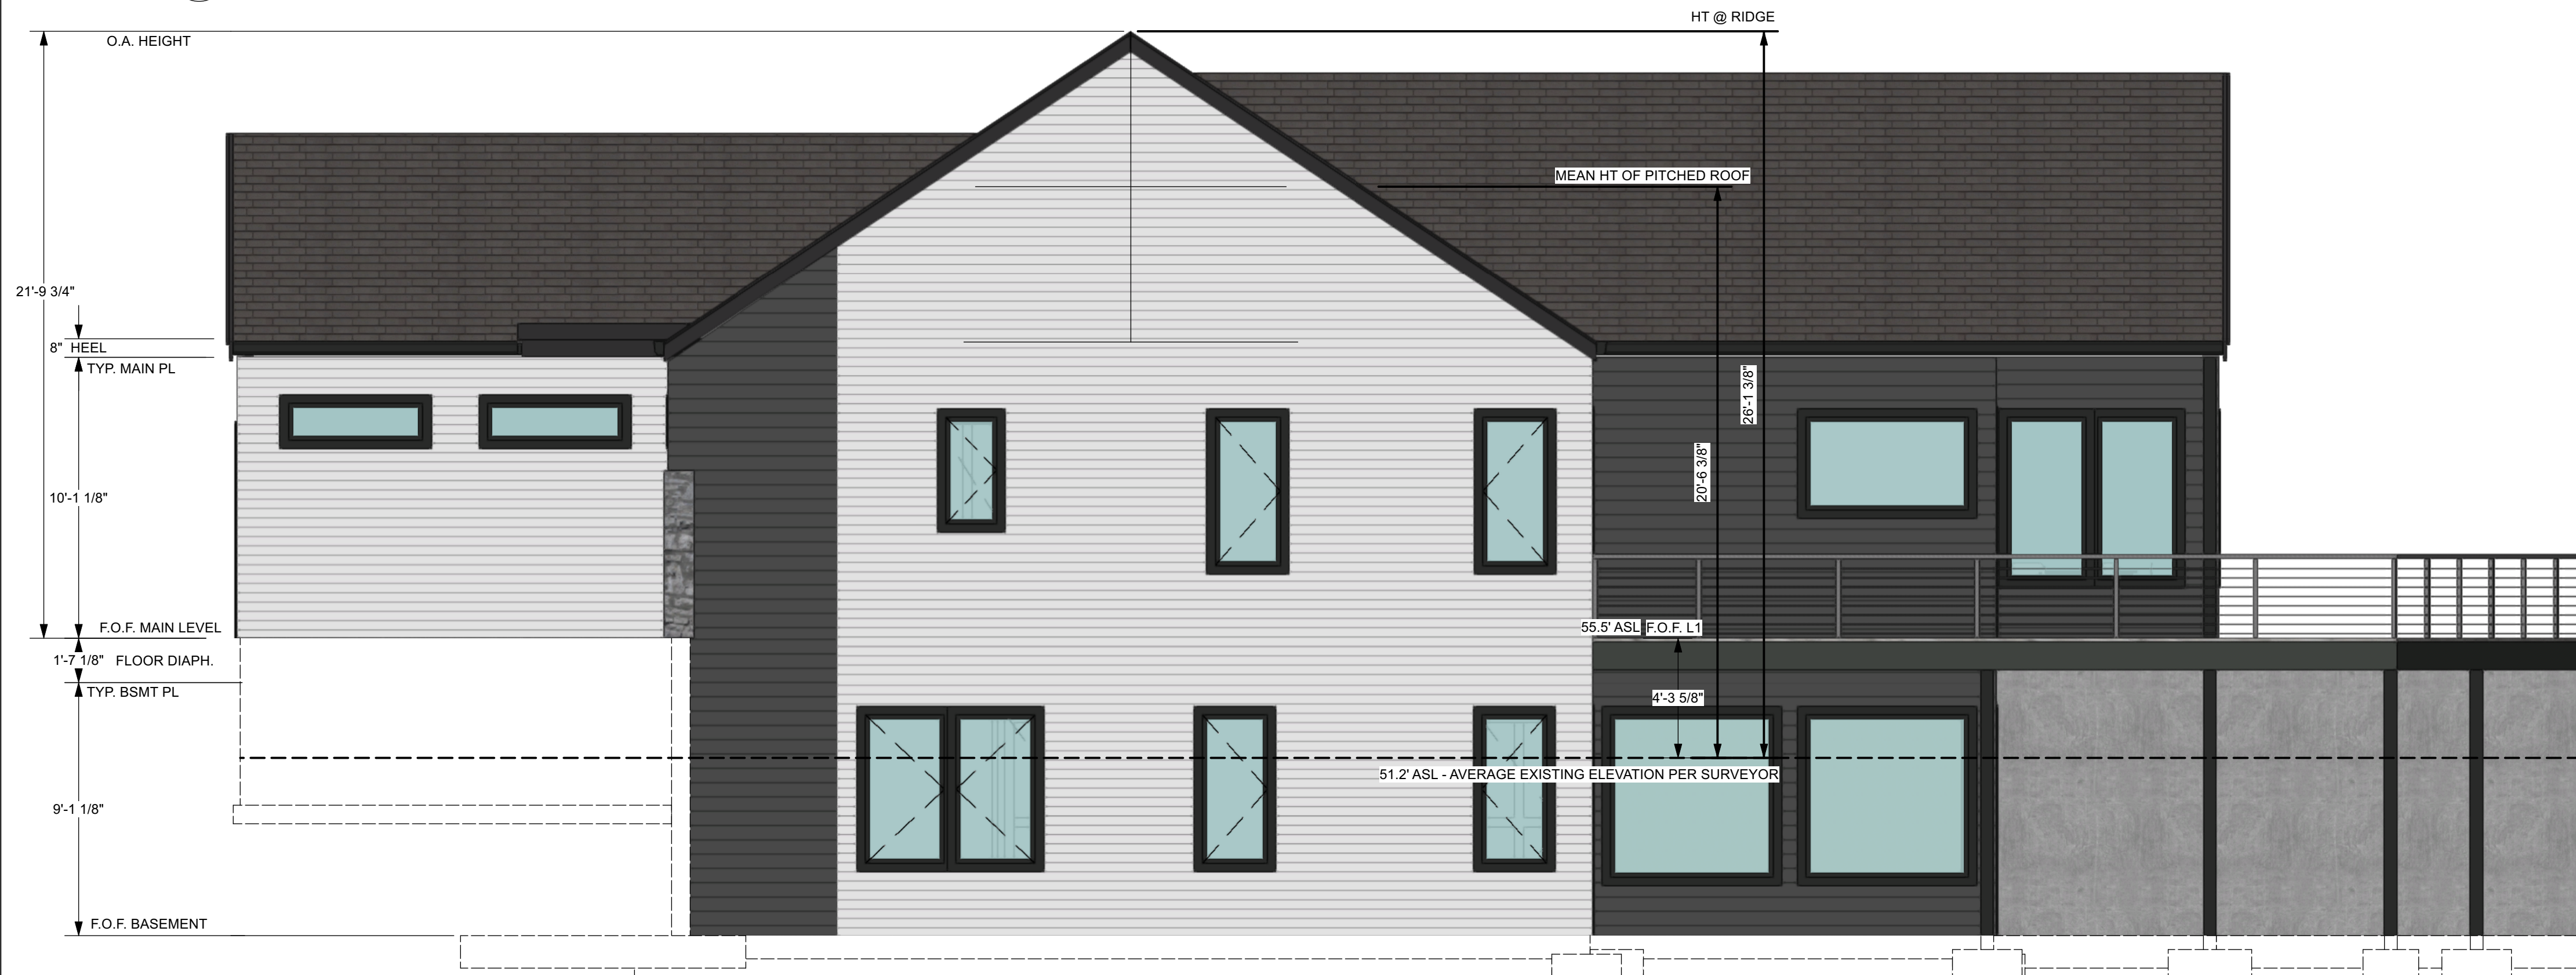 HT @ RIDGE
O.A. HEIGHT
MEAN HT OF PITCHED ROOF
21'-9 3/4"
8" HEEL
TYP. MAIN PL
26'-1 3/8"
20'-6 3/8"
10'-1 1/8"
F.O.F. MAIN LEVEL
55.5' ASL F.O.F. L1
1'-7 1/8" FLOOR DIAPH.
TYP. BSMT PL
4'-3 5/8"
51.2' ASL - AVERAGE EXISTING ELEVATION PER SURVEYOR
9'-1 1/8"
F.O.F. BASEMENT